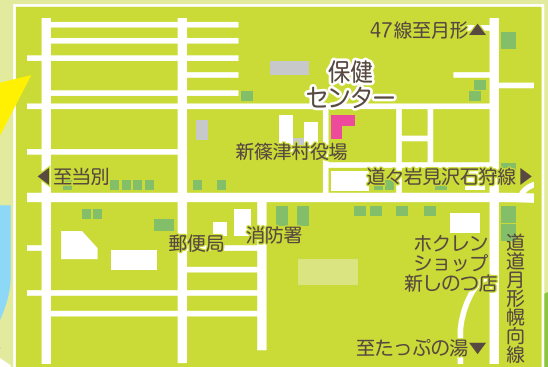 47線至月形▲
保健
センター
新篠津村役場
◀至当別
道々岩見沢石狩線▶
郵便局
消防署
ホクレン
ショップ
新しのつ店
道道月形幌向線
至たっぷの湯▼